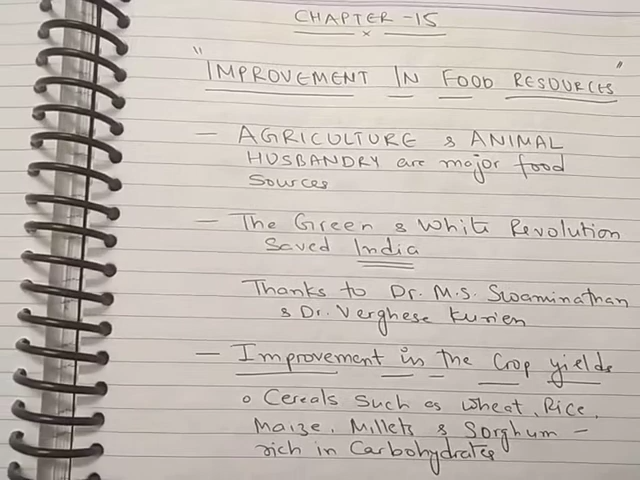 CHAPTER -15
x
"IMPROVEMENT IN FOOD RESOURCES"
- AGRICULTURE & ANIMAL
HUSBANDRY are major food
sources
- The Green & White Revolution
Saved India
Thanks to Dr. M.S. Swaminathan
& Dr. Verghese Kurien
- Improvement in the Crop yields
o Cereals such as wheat, Rice,
Maize, Millets & Sorghum -
rich in Carbohydrates